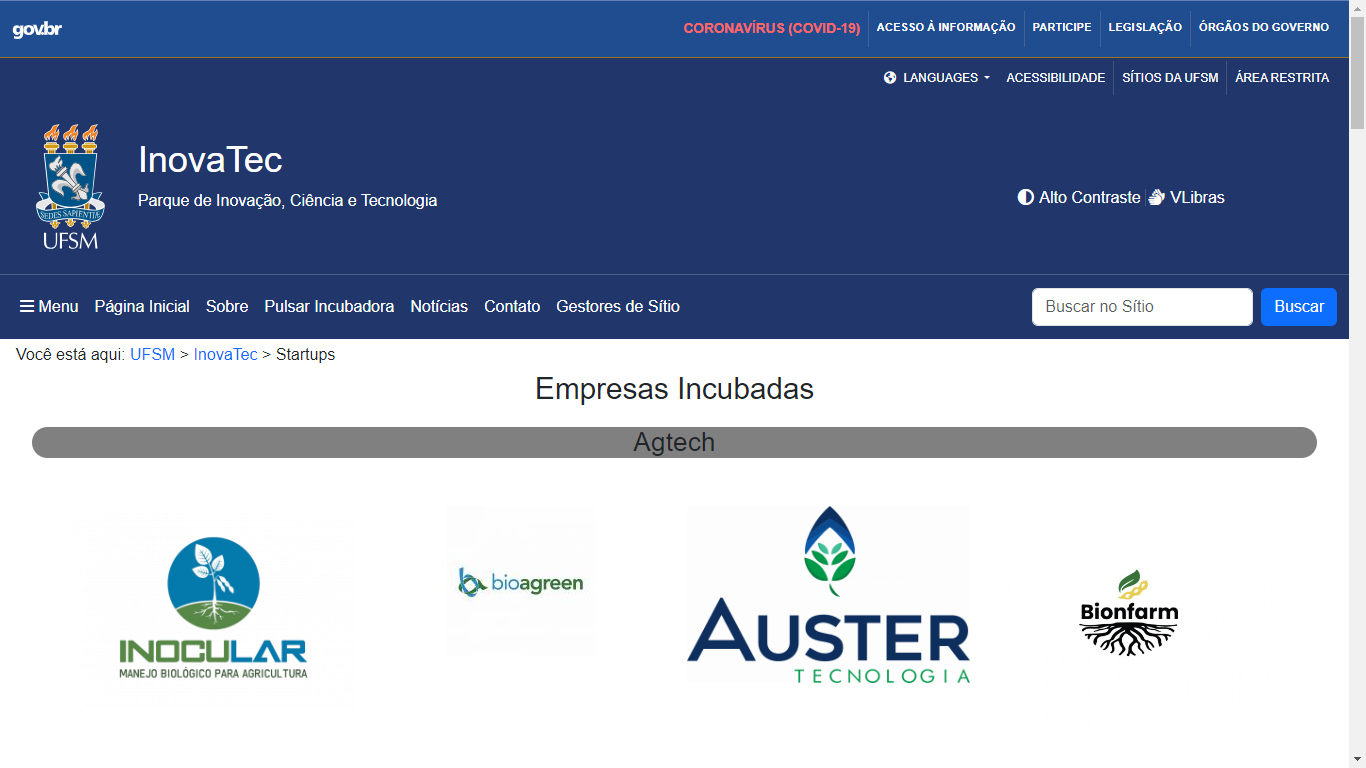 gov.br
CORONAVÍRUS (COVID-19) ACESSO À INFORMAÇÃO PARTICIPE LEGISLAÇÃO ÓRGÃOS DO GOVERNO
LANGUAGES ACESSIBILIDADE SÍTIOS DA UFSM ÁREA RESTRITA
InovaTec
Parque de Inovação, Ciência e Tecnologia
SEDES SAPIENTIÆ
UFSM
Alto Contraste VLibras
Menu Página Inicial Sobre Pulsar Incubadora Notícias Contato Gestores de Sítio Buscar no Sítio Buscar
Você está aqui: UFSM > InovaTec > Startups
Empresas Incubadas
Agtech
INOCULAR
MANEJO BIOLÓGICO PARA AGRICULTURA
bioagreen
AUSTER
TECNOLOGIA
Bionfarm